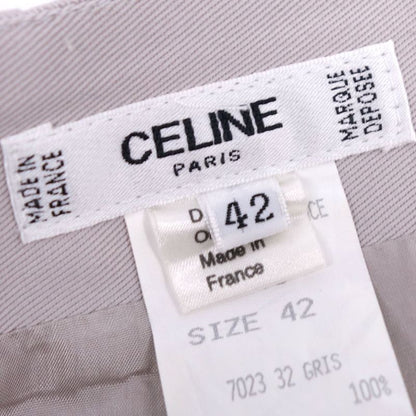 MADE IN
FRANCE
CELINE
PARIS
MARQUE
DEPOSEE
42
Made in
France
SIZE 42
7023 32 GRIS
100%